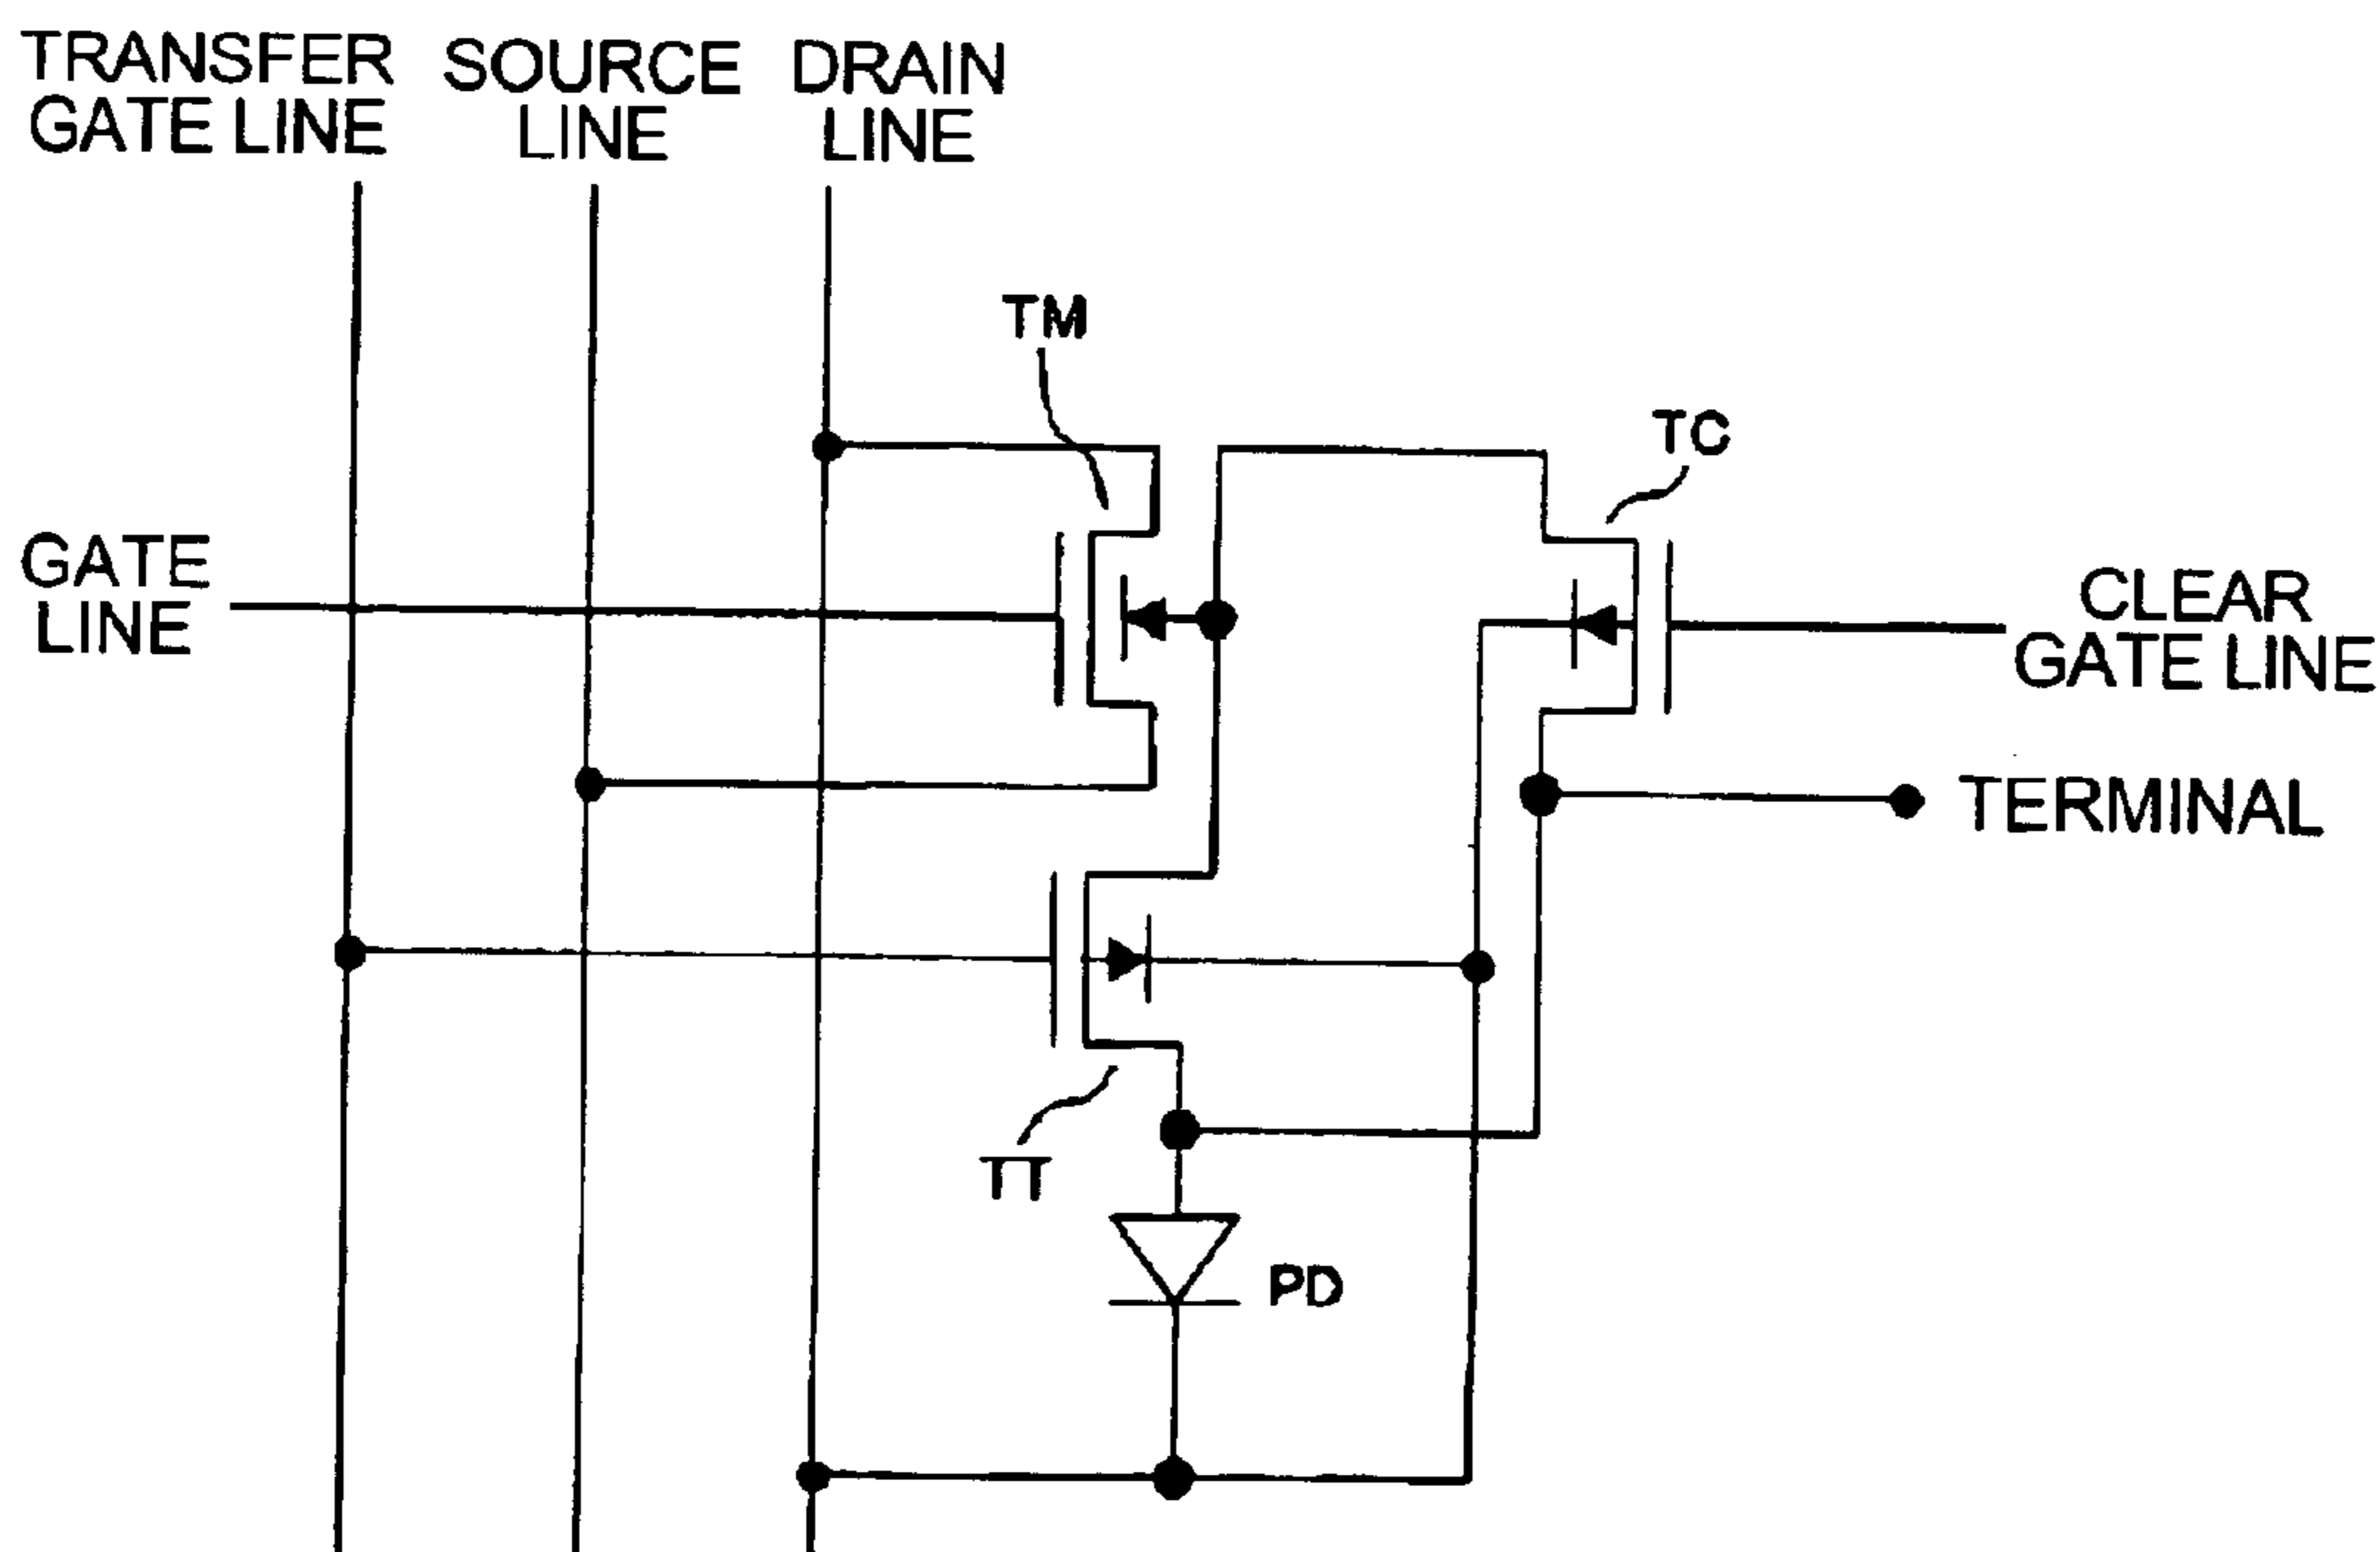 TRANSFER
GATE LINE
SOURCE
LINE
DRAIN
LINE
TM
TC
GATE
LINE
CLEAR
GATE LINE
TERMINAL
TT
PD